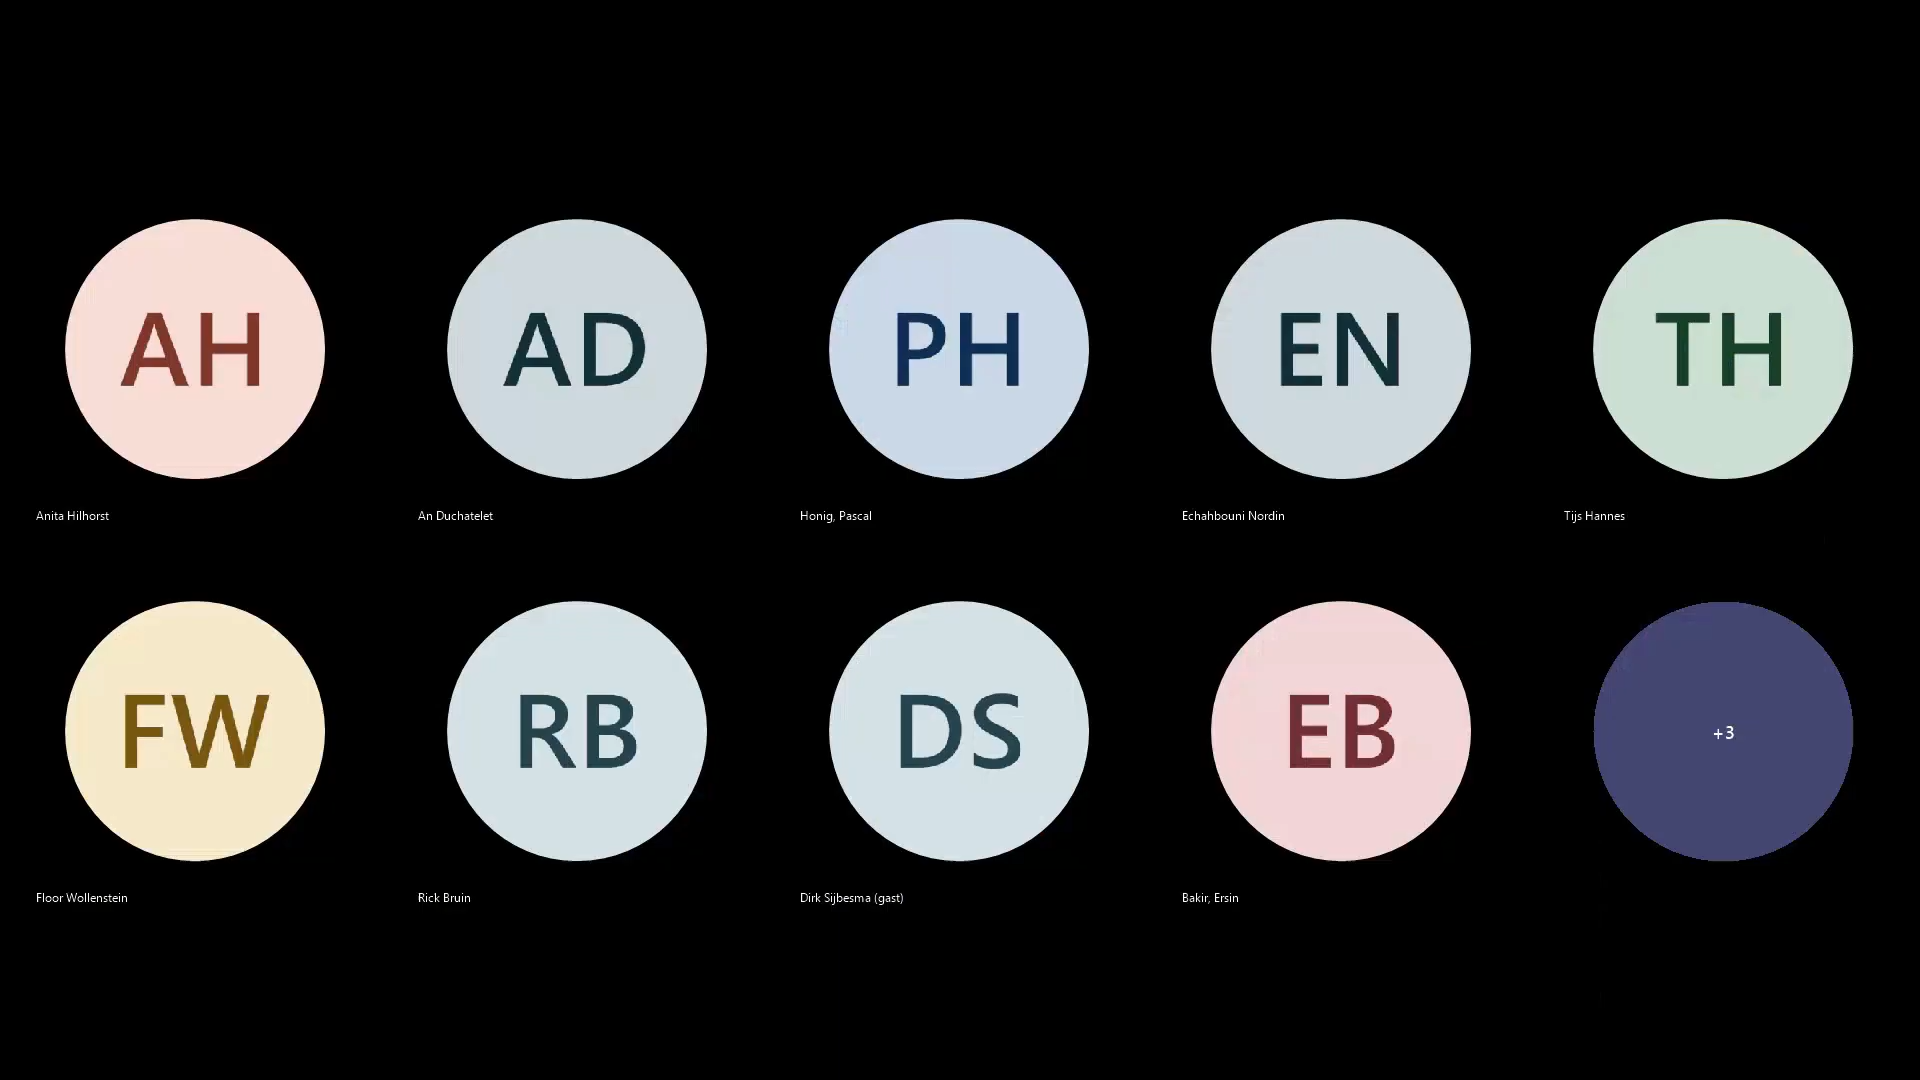 AH
AD
PH
EN
TH
Anita Hilhorst
An Duchatelet
Honig, Pascal
Echahbouni Nordin
Tijs Hannes
FW
RB
DS
EB
+3
Floor Wollenstein
Rick Bruin
Dirk Sijbesma (gast)
Bakir, Ersin